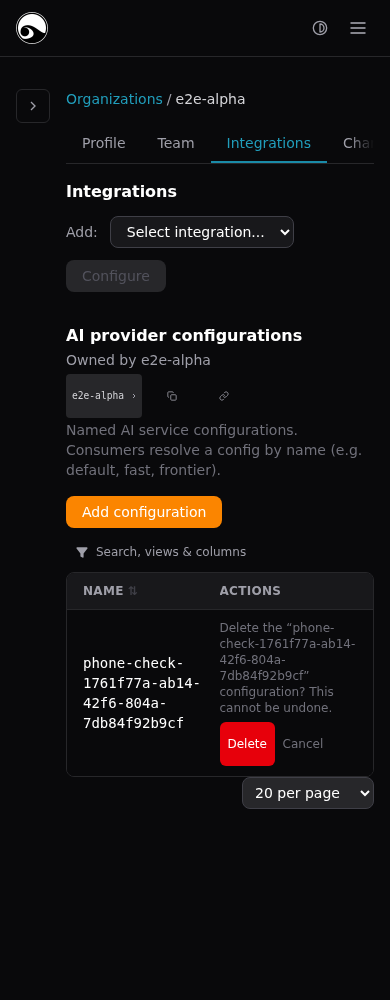 Organizations / e2e-alpha
Profile Team Integrations Cha
Integrations
Add: Select integration...
Configure
AI provider configurations
Owned by e2e-alpha
e2e-alpha ›
Named AI service configurations.
Consumers resolve a config by name (e.g.
default, fast, frontier).
Add configuration
Search, views & columns
NAME ⇅ ACTIONS
phone-check-
1761f77a-ab14-
42f6-804a-
7db84f92b9cf
Delete the “phone-
check-1761f77a-ab14-
42f6-804a-
7db84f92b9cf”
configuration? This
cannot be undone.
Delete Cancel
20 per page